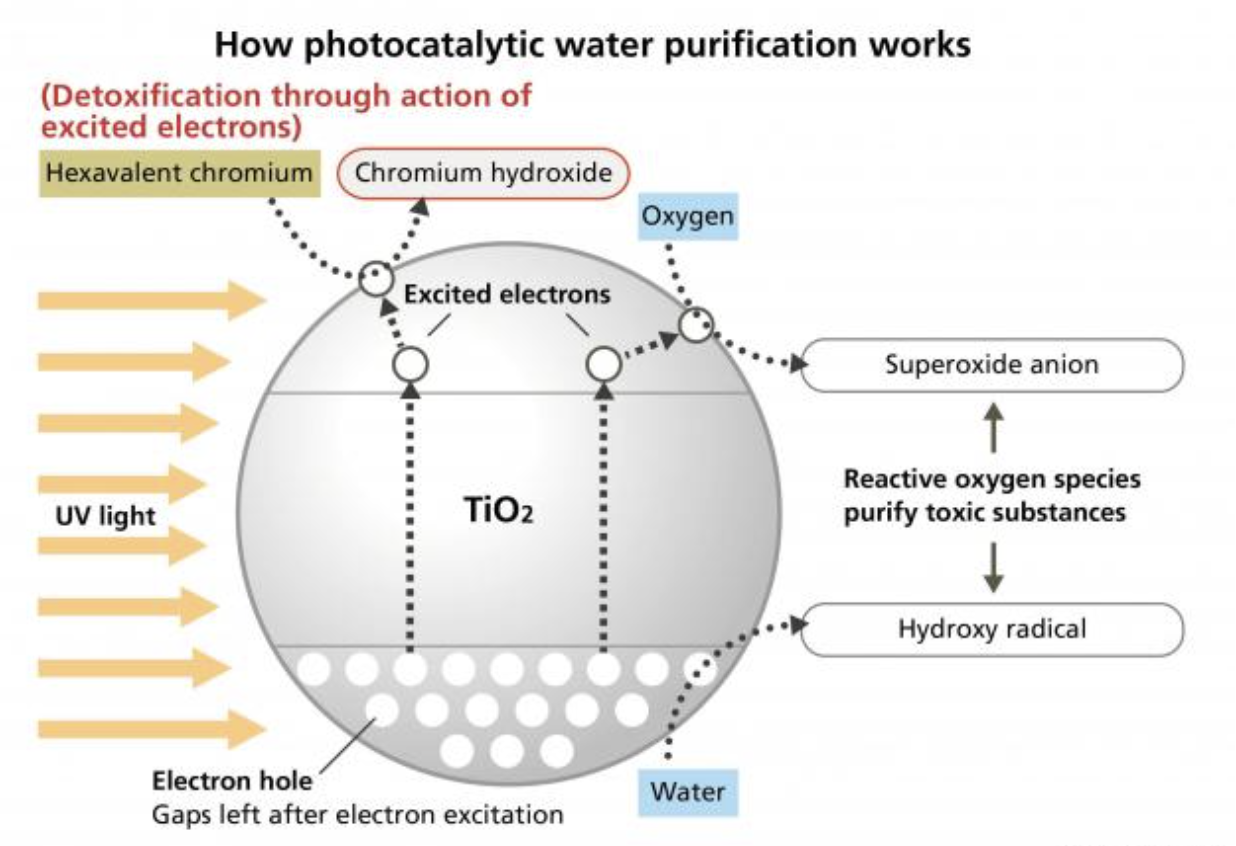 How photocatalytic water purification works
(Detoxification through action of
excited electrons)
Hexavalent chromium
Chromium hydroxide
Oxygen
Excited electrons
Superoxide anion
Reactive oxygen species
purify toxic substances
TiO₂
UV light
Hydroxy radical
Electron hole
Gaps left after electron excitation
Water